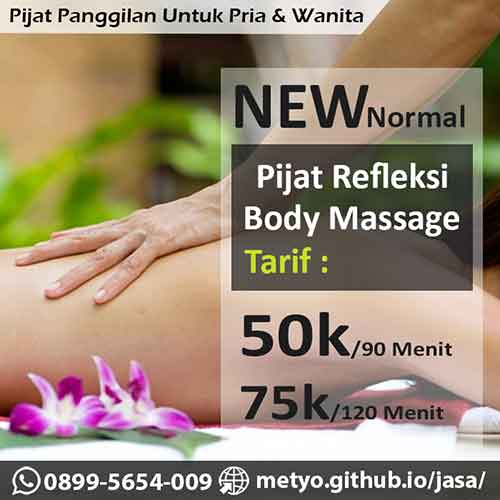 Pijat Panggilan Untuk Pria & Wanita
NEW Normal
Pijat Refleksi
Body Massage
Tarif :
50k/90 Menit
75k/120 Menit
0899-5654-009 metyo.github.io/jasa/